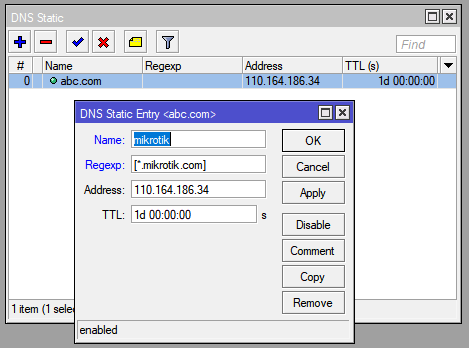 DNS Static
Find
# Name Regexp Address TTL (s)
0 abc.com 110.164.186.34 1d 00:00:00
DNS Static Entry <abc.com>
Name: mikrotik
OK
Regexp: [*.mikrotik.com]
Cancel
Address: 110.164.186.34
Apply
TTL: 1d 00:00:00 s
Disable
Comment
Copy
Remove
enabled
1 item (1 selec